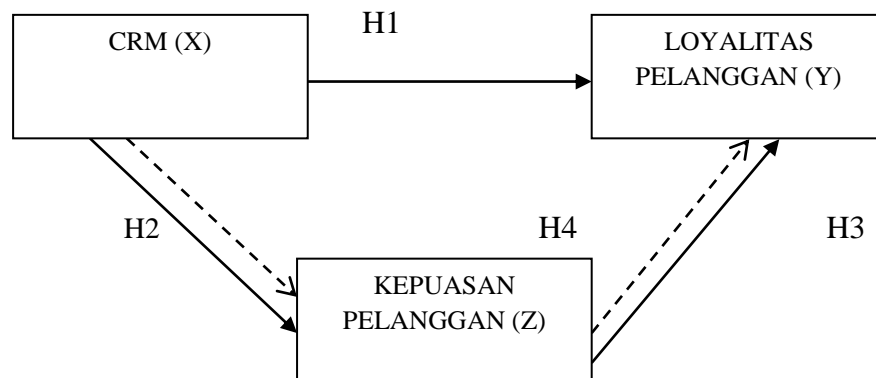 H1
CRM (X)
LOYALITAS
PELANGGAN (Y)
H2
H4
H3
KEPUASAN
PELANGGAN (Z)